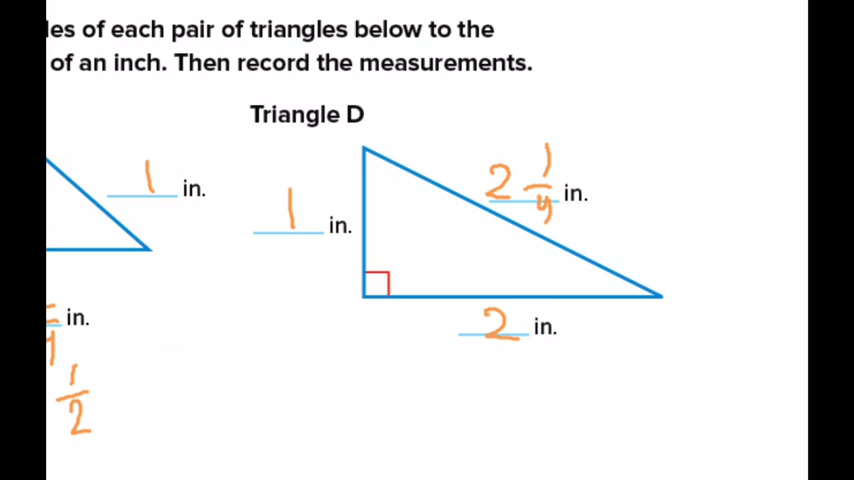 les of each pair of triangles below to the
of an inch. Then record the measurements.
Triangle D
1 in.
2 1/4 in.
1 in.
in.
2 in.
1/2